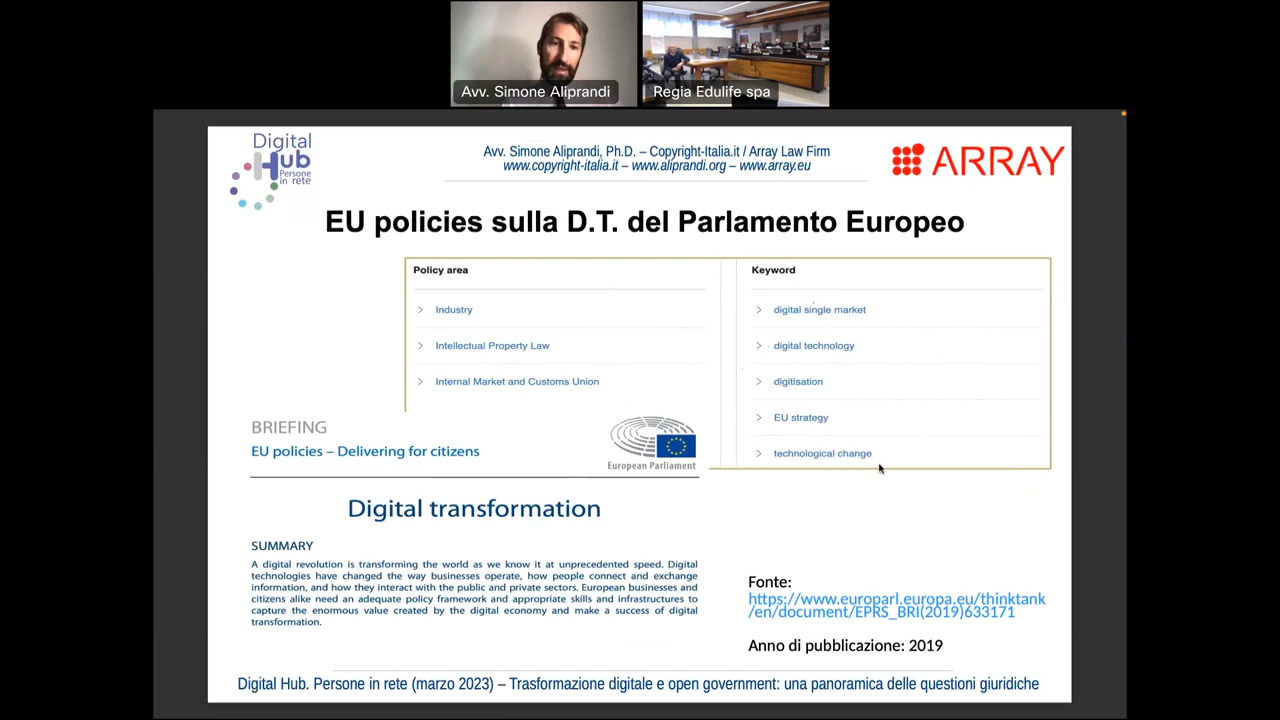 Avv. Simone Aliprandi
Regia Edulife spa
Digital
Hub
Persone
in rete
Avv. Simone Aliprandi, Ph.D. – Copyright-Italia.it / Array Law Firm
www.copyright-italia.it – www.aliprandi.org – www.array.eu
ARRAY
EU policies sulla D.T. del Parlamento Europeo
Policy area
Industry
Intellectual Property Law
Internal Market and Customs Union
Keyword
digital single market
digital technology
digitisation
EU strategy
technological change
BRIEFING
EU policies – Delivering for citizens
European Parliament
Digital transformation
SUMMARY
A digital revolution is transforming the world as we know it at unprecedented speed. Digital
technologies have changed the way businesses operate, how people connect and exchange
information, and how they interact with the public and private sectors. European businesses and
citizens alike need an adequate policy framework and appropriate skills and infrastructures to
capture the enormous value created by the digital economy and make a success of digital
transformation.
Fonte:
https://www.europarl.europa.eu/thinktank
/en/document/EPRS_BRI(2019)633171
Anno di pubblicazione: 2019
Digital Hub. Persone in rete (marzo 2023) – Trasformazione digitale e open government: una panoramica delle questioni giuridiche